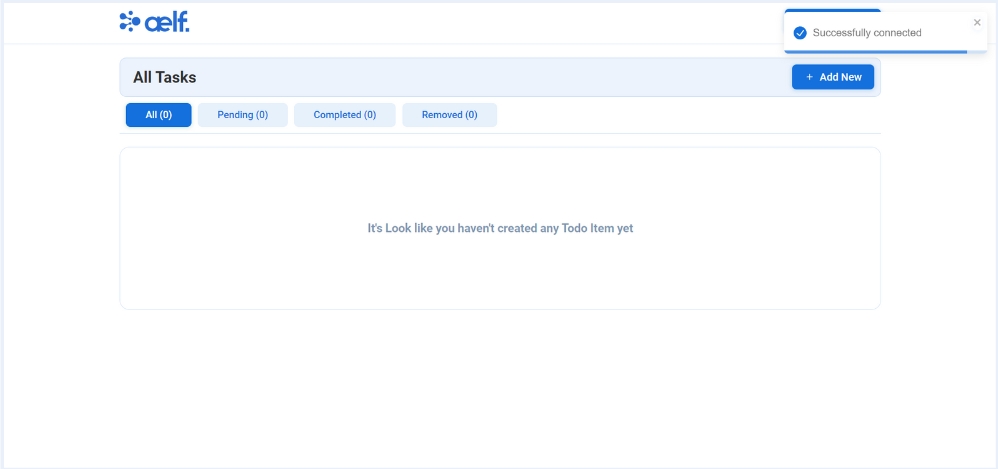 aelf.
Successfully connected
All Tasks
+ Add New
All (0)
Pending (0)
Completed (0)
Removed (0)
It's Look like you haven't created any Todo Item yet